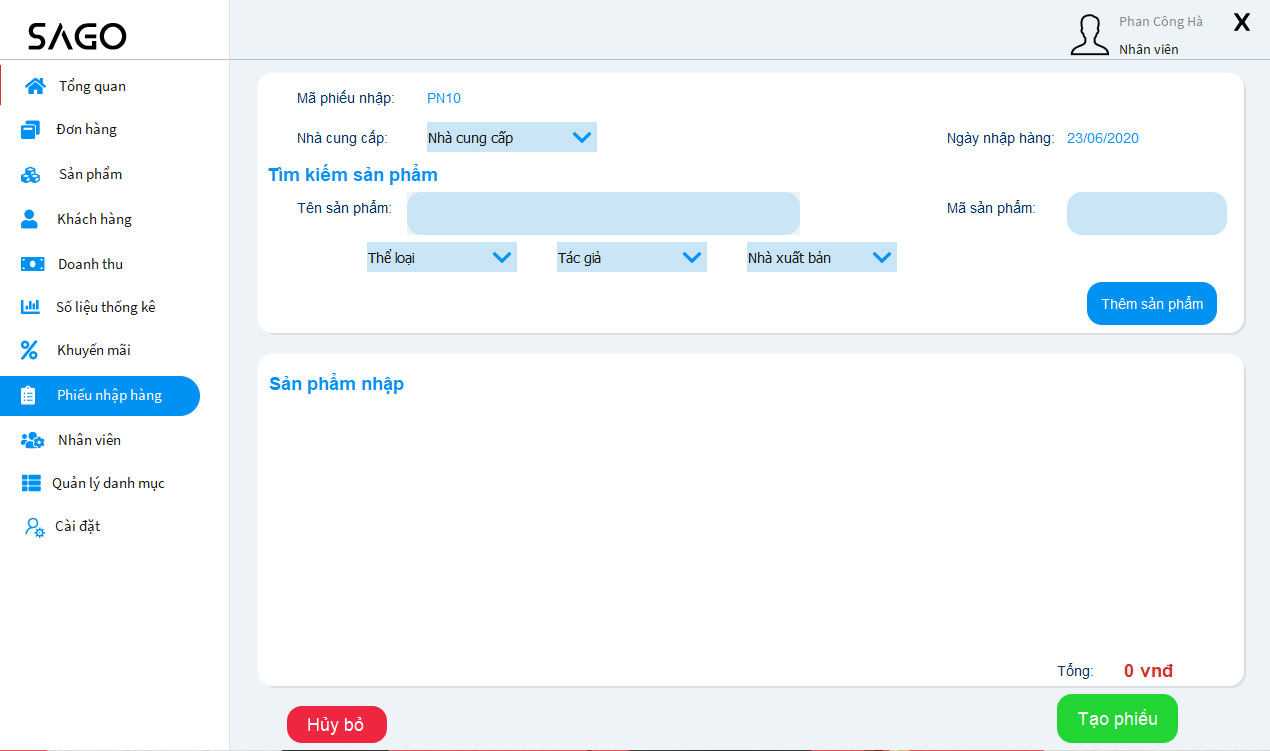 SAGO
Phan Công Hà
X
Nhân viên
Tổng quan
Đơn hàng
Sản phẩm
Khách hàng
Doanh thu
Số liệu thống kê
Khuyến mãi
Phiếu nhập hàng
Nhân viên
Quản lý danh mục
Cài đặt
Mã phiếu nhập: PN10
Nhà cung cấp: Nhà cung cấp Ngày nhập hàng: 23/06/2020
Tìm kiếm sản phẩm
Tên sản phẩm: Mã sản phẩm:
Thể loại Tác giả Nhà xuất bản
Thêm sản phẩm
Sản phẩm nhập
Tổng: 0 vnđ
Hủy bỏ Tạo phiếu